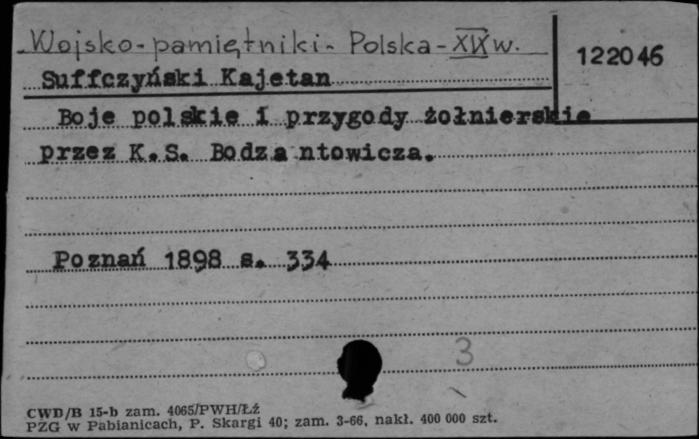 Wojsko - pamiętniki - Polska - XIX w.
122046
Suffczyński Kajetan
Boje polskie i przygody żołnierskie
przez K.S. Bodzantowicza.
Poznań 1898 s. 334
3
CWD/B 15-b zam. 4065/PWH/Łź
PZG w Pabianicach, P. Skargi 40; zam. 3-66, nakł. 400 000 szt.